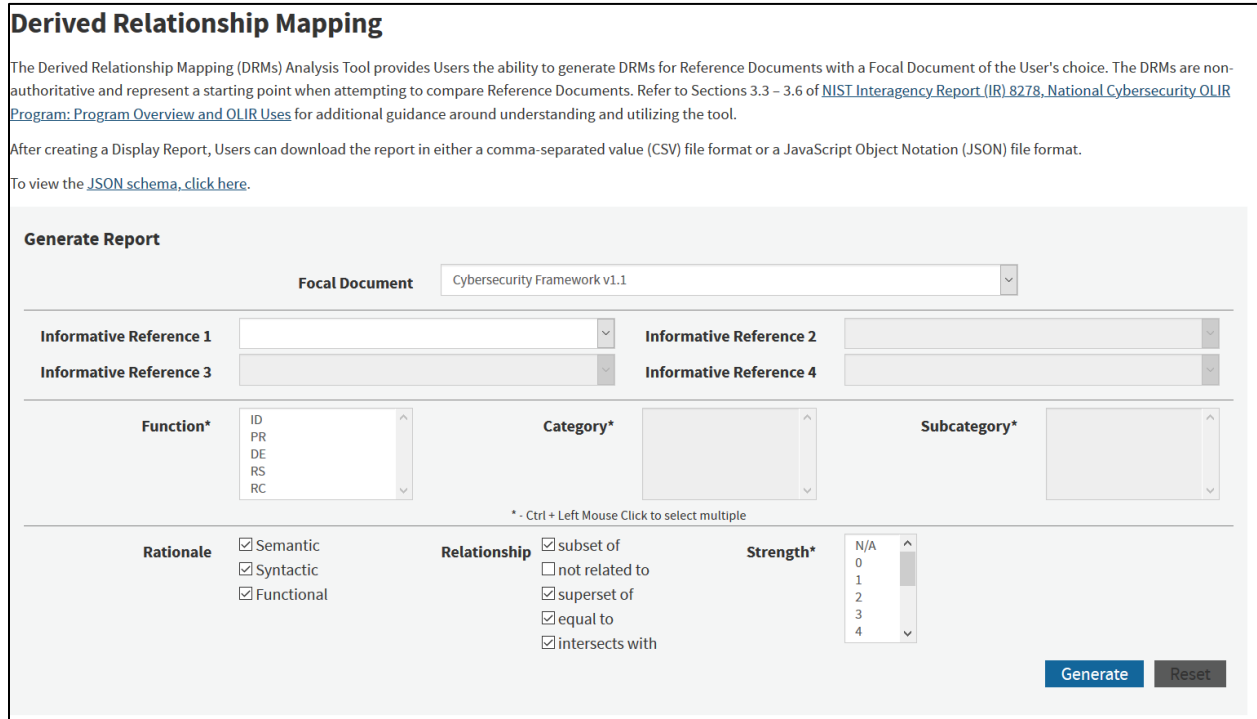 Derived Relationship Mapping
The Derived Relationship Mapping (DRMs) Analysis Tool provides Users the ability to generate DRMs for Reference Documents with a Focal Document of the User's choice. The DRMs are non-
authoritative and represent a starting point when attempting to compare Reference Documents. Refer to Sections 3.3 – 3.6 of NIST Interagency Report (IR) 8278, National Cybersecurity OLIR
Program: Program Overview and OLIR Uses for additional guidance around understanding and utilizing the tool.
After creating a Display Report, Users can download the report in either a comma-separated value (CSV) file format or a JavaScript Object Notation (JSON) file format.
To view the JSON schema, click here.
Generate Report
Focal Document Cybersecurity Framework v1.1
Informative Reference 1 Informative Reference 2
Informative Reference 3 Informative Reference 4
Function* ID Category* Subcategory*
PR
DE
RS
RC
* - Ctrl + Left Mouse Click to select multiple
Rationale Semantic Relationship subset of Strength* N/A
Syntactic not related to 0
Functional superset of 1
equal to 2
intersects with 3
4
Generate Reset